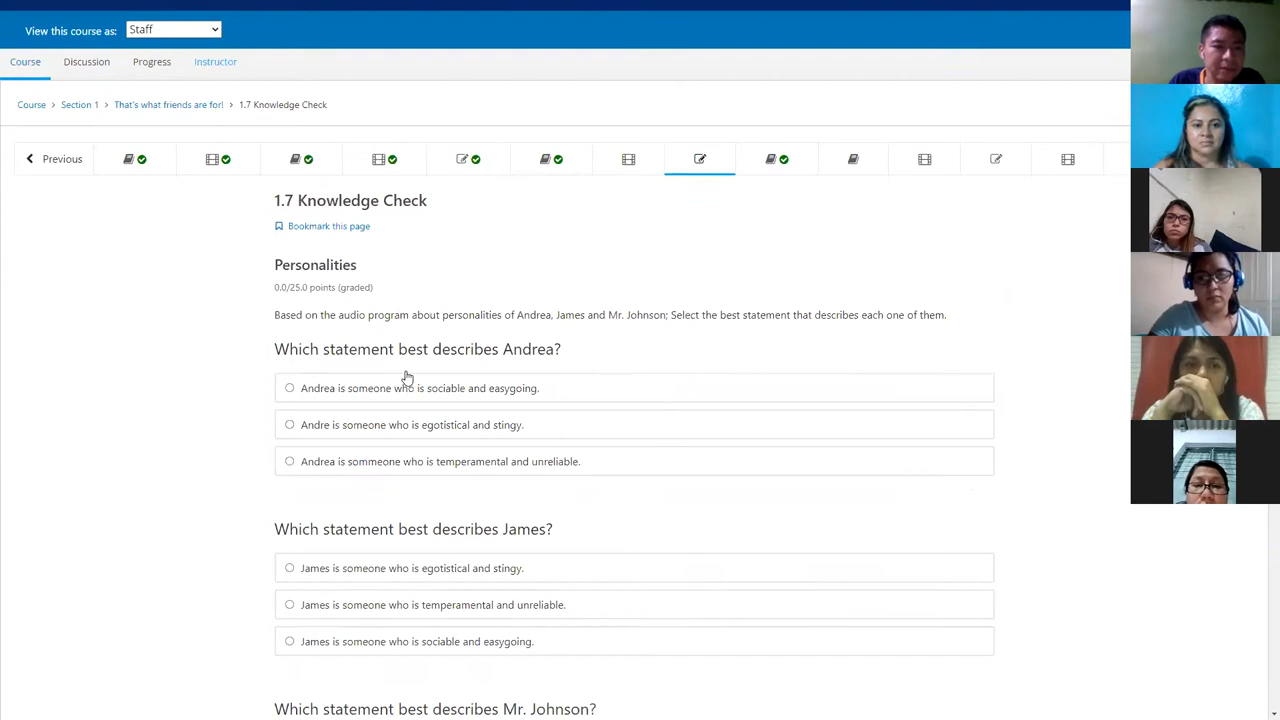 View this course as: Staff
Course Discussion Progress Instructor
Course > Section 1 > That's what friends are for! > 1.7 Knowledge Check
Previous
1.7 Knowledge Check
Bookmark this page
Personalities
0.0/25.0 points (graded)
Based on the audio program about personalities of Andrea, James and Mr. Johnson; Select the best statement that describes each one of them.
Which statement best describes Andrea?
Andrea is someone who is sociable and easygoing.
Andre is someone who is egotistical and stingy.
Andrea is sommeone who is temperamental and unreliable.
Which statement best describes James?
James is someone who is egotistical and stingy.
James is someone who is temperamental and unreliable.
James is someone who is sociable and easygoing.
Which statement best describes Mr. Johnson?